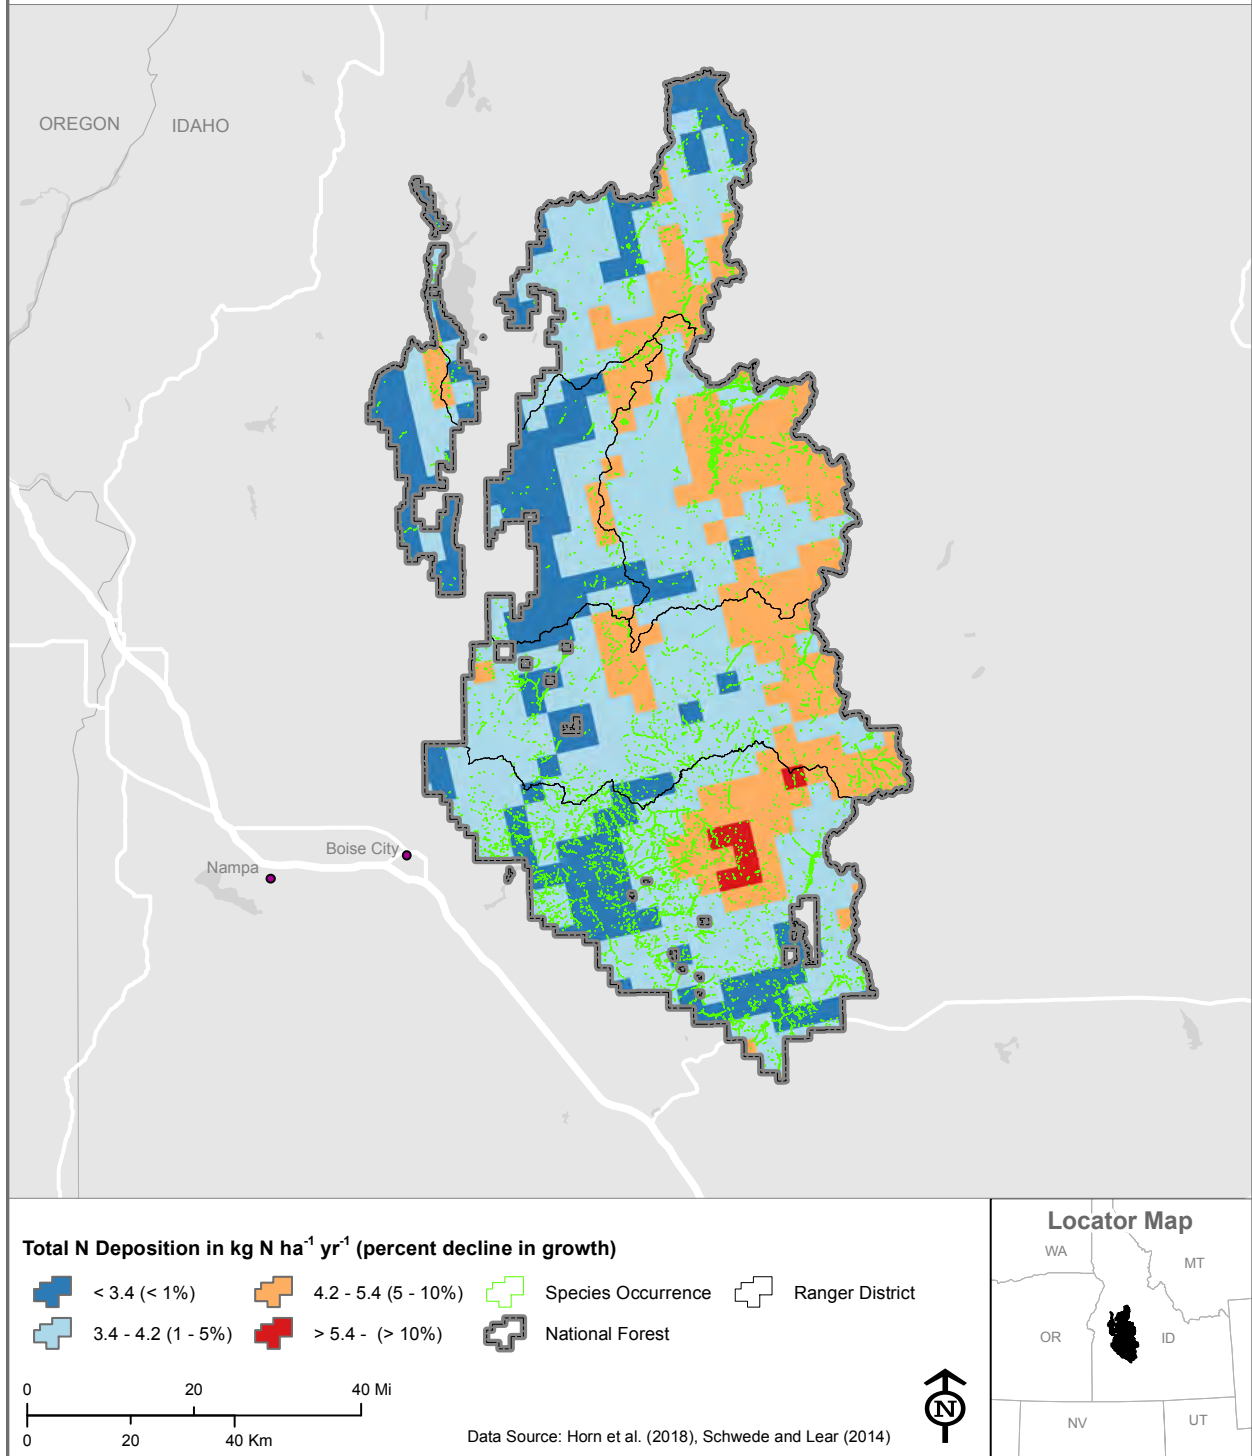 OREGON IDAHO
Boise City
Nampa
Total N Deposition in kg N ha⁻¹ yr⁻¹ (percent decline in growth)
< 3.4 (< 1%)
4.2 - 5.4 (5 - 10%)
Species Occurrence
Ranger District
3.4 - 4.2 (1 - 5%)
> 5.4 - (> 10%)
National Forest
0 20 40 Mi
0 20 40 Km
Data Source: Horn et al. (2018), Schwede and Lear (2014)
N
Locator Map
WA
MT
OR
ID
NV
UT